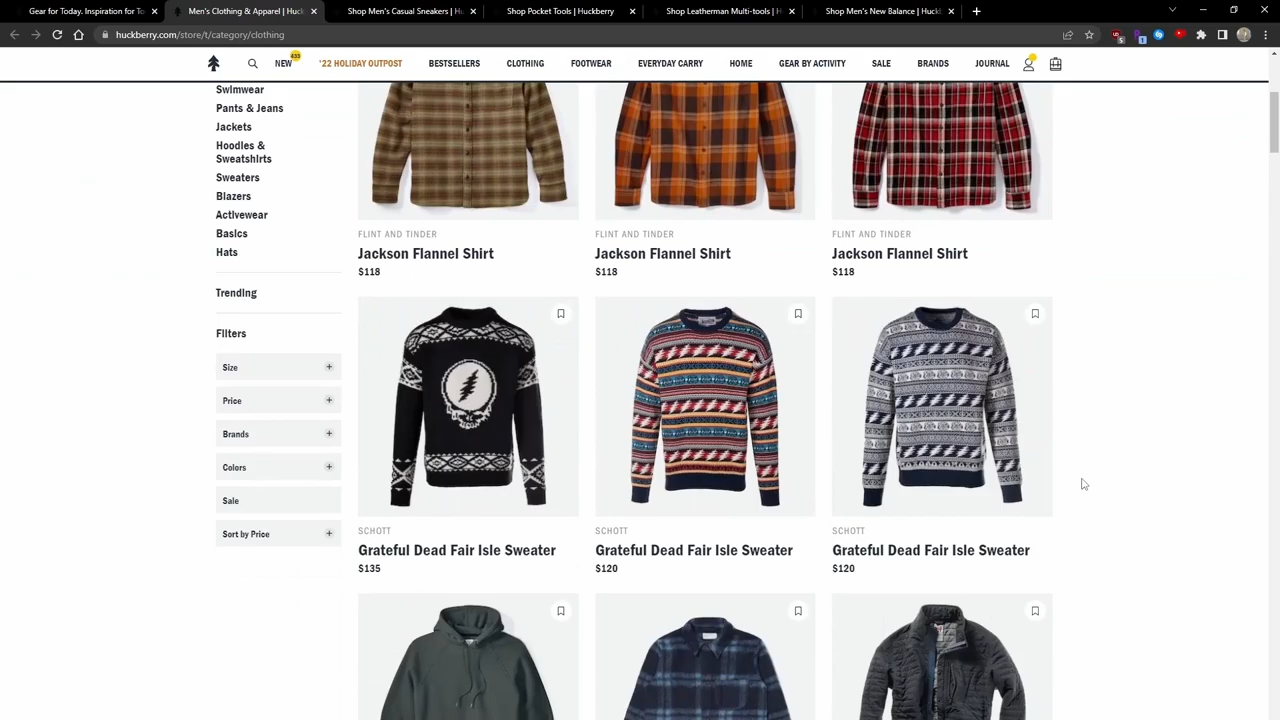 Gear for Today. Inspiration for To
Men's Clothing & Apparel | Huck
Shop Men's Casual Sneakers | Hu
Shop Pocket Tools | Huckberry
Shop Leatherman Multi-tools | H
Shop Men's New Balance | Huckb
huckberry.com/store/t/category/clothing
NEW
433
'22 HOLIDAY OUTPOST
BESTSELLERS
CLOTHING
FOOTWEAR
EVERYDAY CARRY
HOME
GEAR BY ACTIVITY
SALE
BRANDS
JOURNAL
Swimwear
Pants & Jeans
Jackets
Hoodies &
Sweatshirts
Sweaters
Blazers
Activewear
Basics
Hats
Trending
Filters
Size
Price
Brands
Colors
Sale
Sort by Price
FLINT AND TINDER
Jackson Flannel Shirt
$118
FLINT AND TINDER
Jackson Flannel Shirt
$118
FLINT AND TINDER
Jackson Flannel Shirt
$118
SCHOTT
Grateful Dead Fair Isle Sweater
$135
SCHOTT
Grateful Dead Fair Isle Sweater
$120
SCHOTT
Grateful Dead Fair Isle Sweater
$120